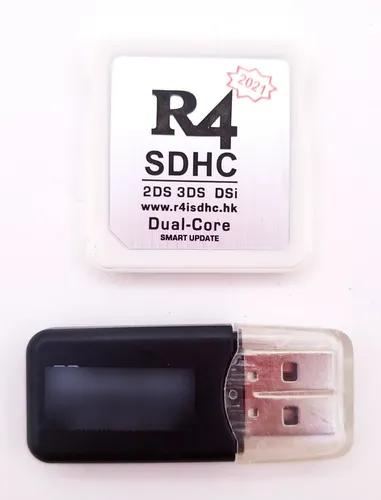 2021
R4
SDHC
2DS 3DS DSi
www.r4isdhc.hk
Dual-Core
SMART UPDATE